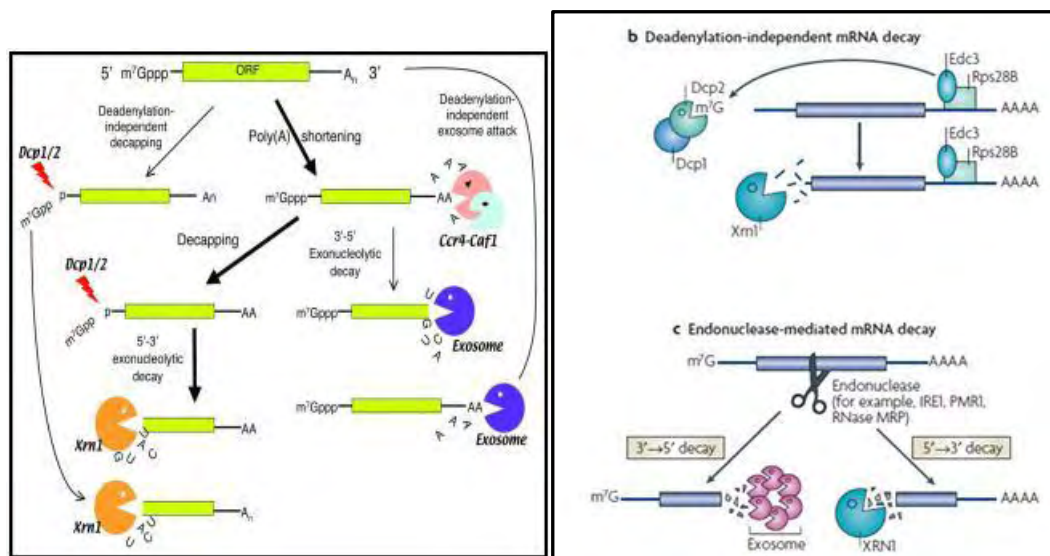 5' m⁷Gppp ORF Aₙ 3'
Deadenylation-
independent
decapping
Poly(A) shortening
Deadenylation-
independent
exosome attack
Dcp1/2
p
An
m⁷Gpp
m⁷Gppp
AA
A A A
A
Ccr4-Caf1
Decapping
3'-5'
Exonucleolytic
decay
Dcp1/2
p
AA
m⁷Gpp
m⁷Gppp
U G U C A
Exosome
5'-3'
exonucleolytic
decay
m⁷Gppp
AA
A A A
Exosome
Xrn1
U A C U G
AA
Xrn1
U A C U
Aₙ
b Deadenylation-independent mRNA decay
Edc3
Rps28B
Dcp2
m⁷G
AAAA
Dcp1
Edc3
Rps28B
AAAA
Xrn1
c Endonuclease-mediated mRNA decay
m⁷G
AAAA
Endonuclease
(for example, IRE1, PMR1,
RNase MRP)
3'→5' decay
5'→3' decay
m⁷G
AAAA
Exosome
XRN1